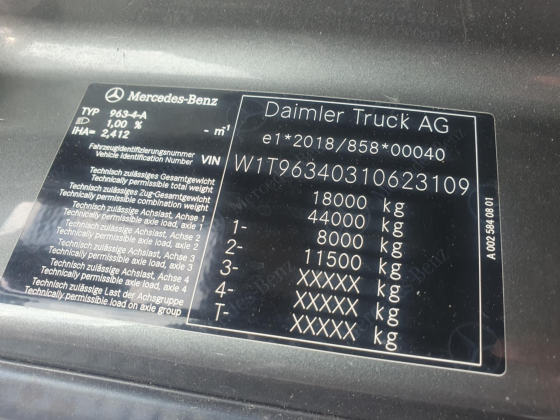 Mercedes-Benz
TYP 963-4-A
1,00 %
IHA= 2,412 - m⁻¹
Fahrzeugidentifizierungsnummer
Vehicle Identification Number VIN
Technisch zulässiges Gesamtgewicht
Technically permissible total weight
Technisch zulässiges Zug-Gesamtgewicht
Technically permissible combination weight
Technisch zulässige Achslast, Achse 1
Technically permissible axle load, axle 1
Technisch zulässige Achslast, Achse 2
Technically permissible axle load, axle 2
Technisch zulässige Achslast, Achse 3
Technically permissible axle load, axle 3
Technisch zulässige Achslast, Achse 4
Technically permissible axle load, axle 4
Technisch zulässige Last der Achsgruppe
Technically permissible load on axle group
Daimler Truck AG
e1*2018/858*00040
W1T96340310623109
18000 kg
44000 kg
1- 8000 kg
2- 11500 kg
3- XXXXX kg
4- XXXXX kg
T- XXXXX kg
A 002 584 08 01